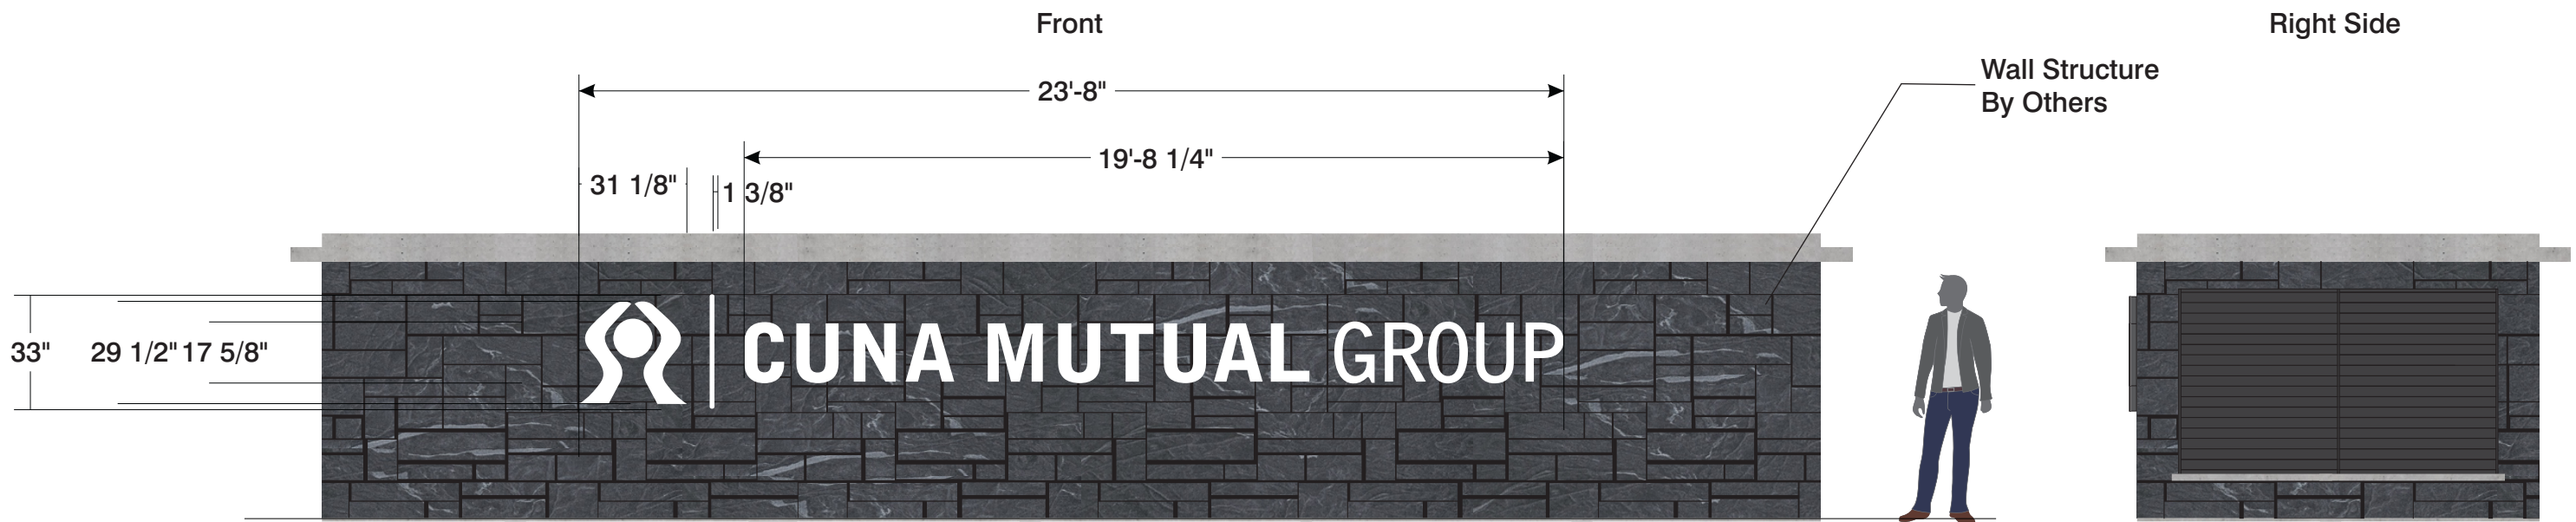 Front
Right Side
Wall Structure
By Others
23'-8"
19'-8 1/4"
31 1/8"
1 3/8"
33"
29 1/2"
17 5/8"
CUNA MUTUAL GROUP